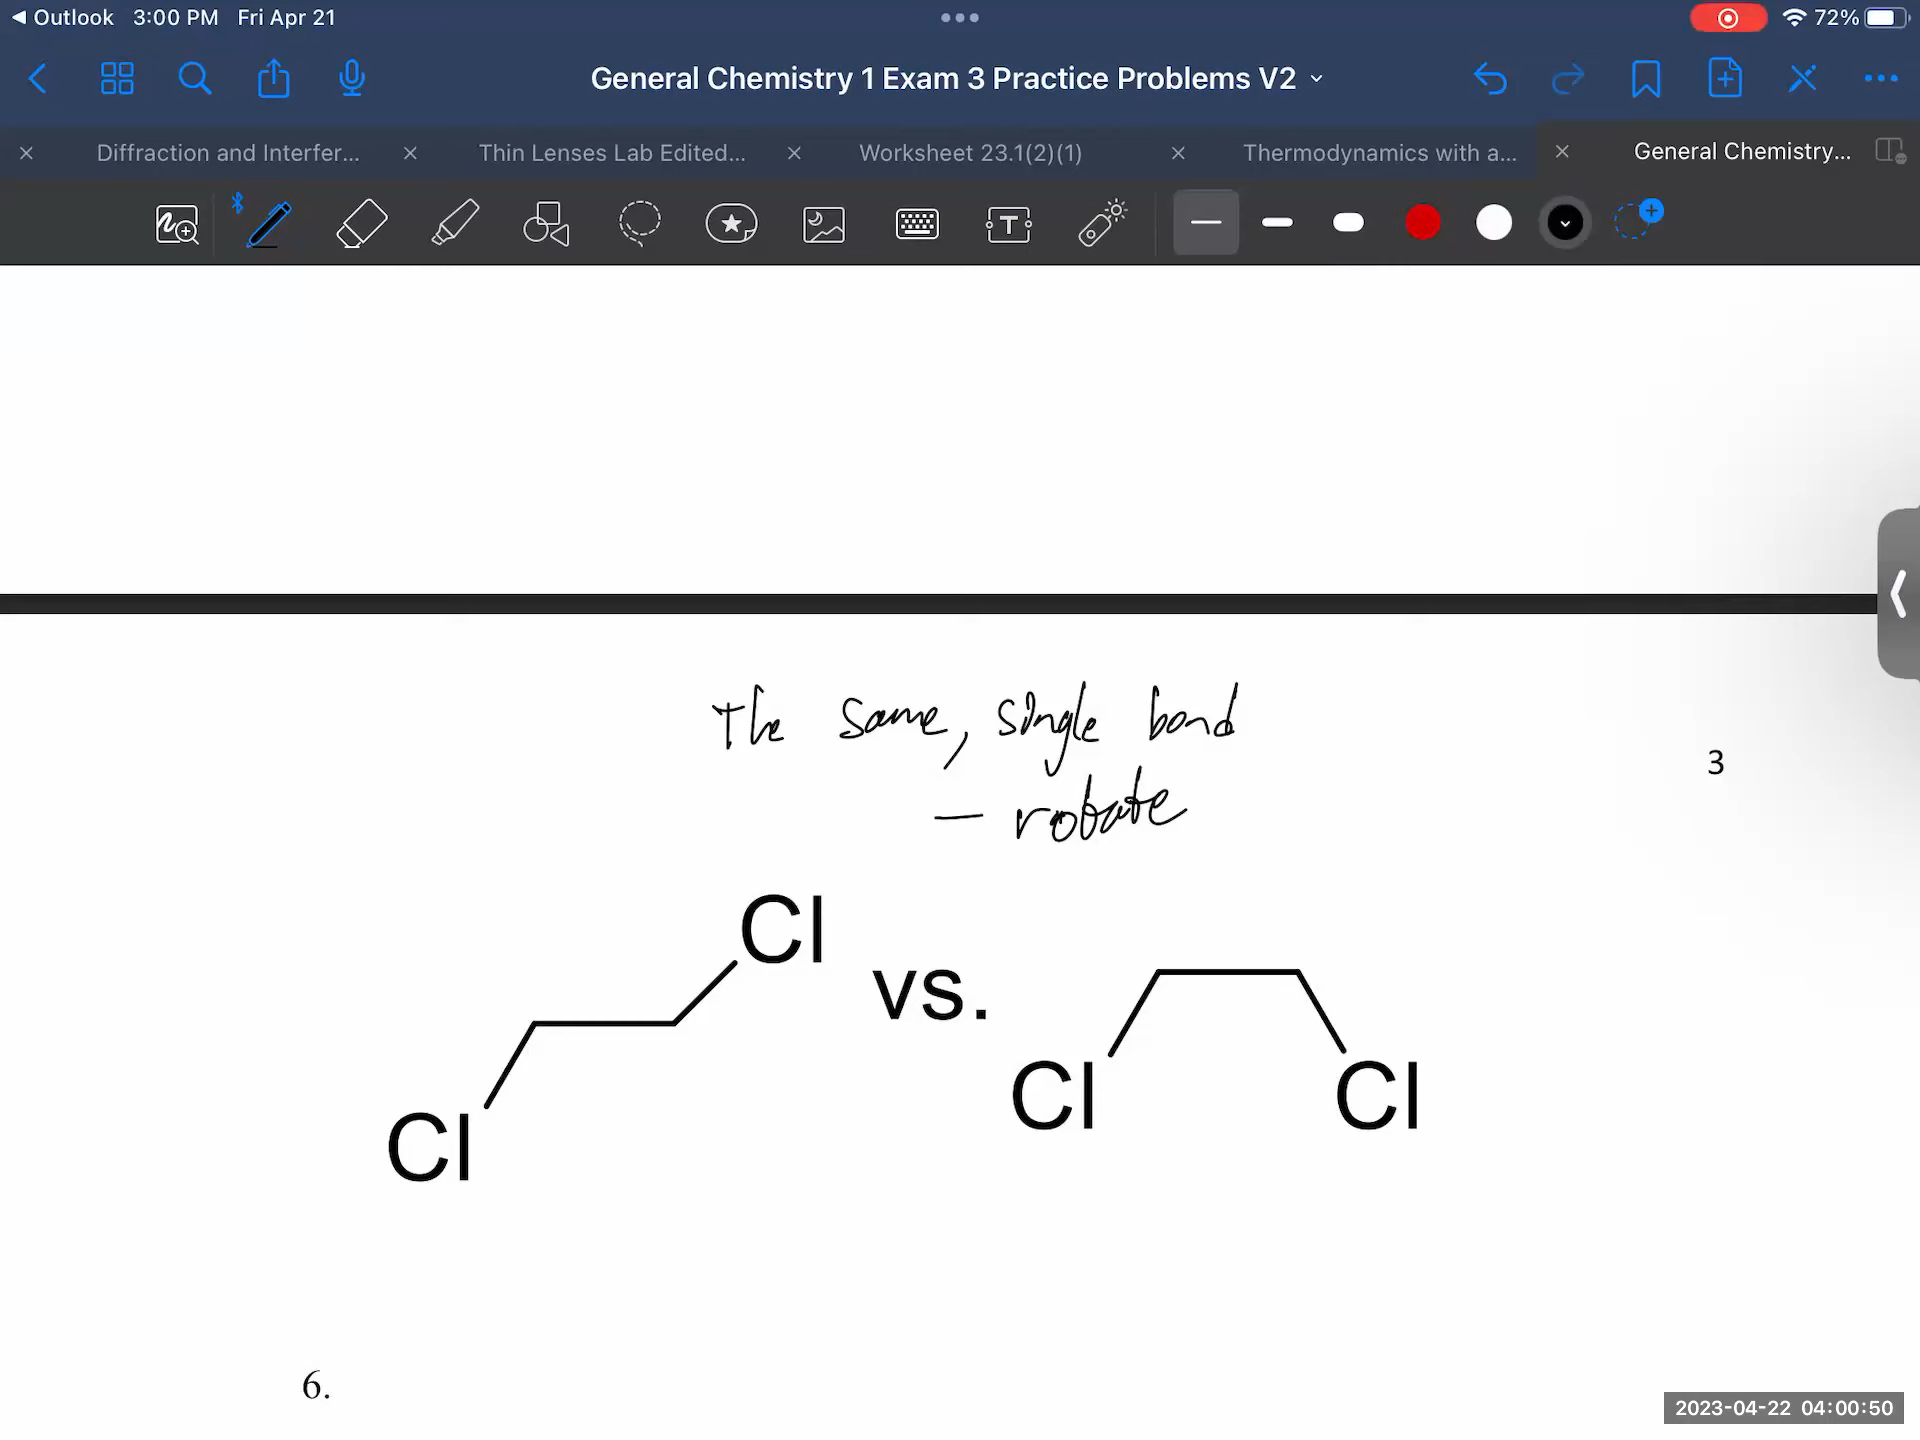 Outlook 3:00 PM Fri Apr 21
72%
General Chemistry 1 Exam 3 Practice Problems V2
Diffraction and Interfer... Thin Lenses Lab Edited... Worksheet 23.1(2)(1) Thermodynamics with a... General Chemistry...
The same, single bond
3
— rotate
Cl
vs.
Cl Cl
Cl
6.
2023-04-22 04:00:50